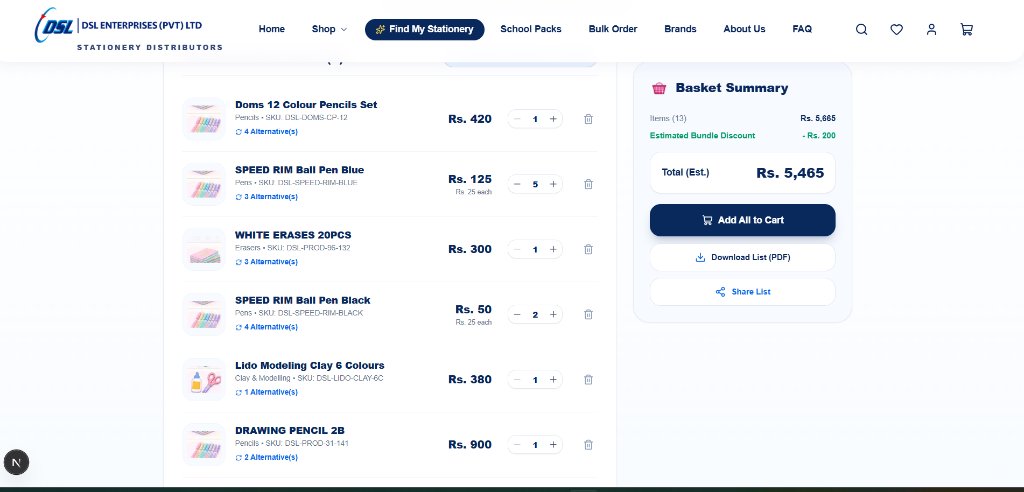 DSL DSL ENTERPRISES (PVT) LTD
STATIONERY DISTRIBUTORS
Home
Shop
Find My Stationery
School Packs
Bulk Order
Brands
About Us
FAQ
Doms 12 Colour Pencils Set
Pencils • SKU: DSL-DOMS-CP-12
4 Alternative(s)
Rs. 420
1
SPEED RIM Ball Pen Blue
Pens • SKU: DSL-SPEED-RIM-BLUE
3 Alternative(s)
Rs. 125
Rs. 25 each
5
WHITE ERASES 20PCS
Erasers • SKU: DSL-PROD-96-132
3 Alternative(s)
Rs. 300
1
SPEED RIM Ball Pen Black
Pens • SKU: DSL-SPEED-RIM-BLACK
4 Alternative(s)
Rs. 50
Rs. 25 each
2
Lido Modeling Clay 6 Colours
Clay & Modelling • SKU: DSL-LIDO-CLAY-6C
1 Alternative(s)
Rs. 380
1
DRAWING PENCIL 2B
Pencils • SKU: DSL-PROD-31-141
2 Alternative(s)
Rs. 900
1
Basket Summary
Items (13)
Rs. 5,665
Estimated Bundle Discount
- Rs. 200
Total (Est.)
Rs. 5,465
Add All to Cart
Download List (PDF)
Share List
N